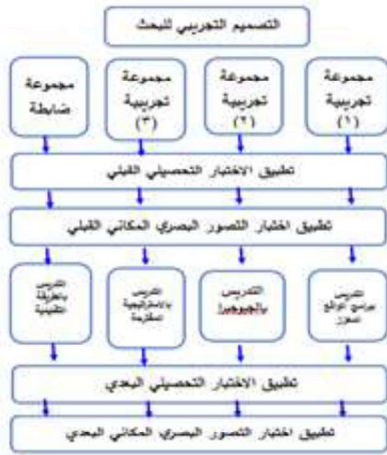 التصميم التجريبي للبحث
مجموعة
تجريبية
(١)
مجموعة
تجريبية
(٢)
مجموعة
تجريبية
(٣)
مجموعة
ضابطة
تطبيق الاختبار التحصيلي القبلي
تطبيق اختبار التصور البصري المكاني القبلي
التدريس
ببرامج الواقع
المعزز
التدريس
بالجيوجبرا
التدريس
بالاستراتيجية
المقترحة
التدريس
بالطريقة
التقليدية
تطبيق الاختبار التحصيلي البعدي
تطبيق اختبار التصور البصري المكاني البعدي